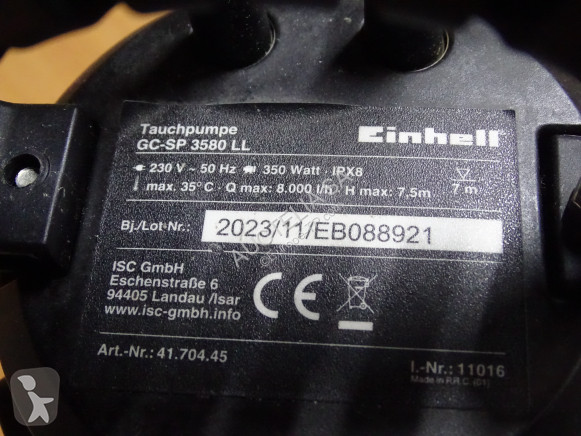 Tauchpumpe
GC-SP 3580 LL
Einhell
230 V ~ 50 Hz 350 Watt · IPX8
max. 35°C · Q max: 8.000 l/h · H max: 7,5m 7 m
Bj./Lot-Nr.: 2023/11/EB088921
ISC GmbH
Eschenstraße 6
94405 Landau /Isar
www.isc-gmbh.info
CE
Art.-Nr.: 41.704.45
I.-Nr.: 11016
Made in P.R.C. (S1)